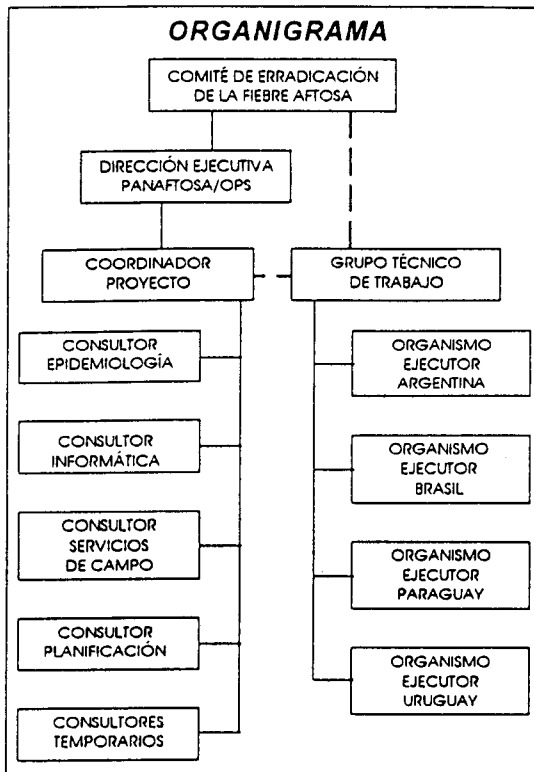 ORGANIGRAMA
COMITÉ DE ERRADICACIÓN
DE LA FIEBRE AFTOSA
DIRECCIÓN EJECUTIVA
PANAFTOSA/OPS
COORDINADOR
PROYECTO
GRUPO TÉCNICO
DE TRABAJO
CONSULTOR
EPIDEMIOLOGÍA
CONSULTOR
INFORMÁTICA
CONSULTOR
SERVICIOS
DE CAMPO
CONSULTOR
PLANIFICACIÓN
CONSULTORES
TEMPORARIOS
ORGANISMO
EJECUTOR
ARGENTINA
ORGANISMO
EJECUTOR
BRASIL
ORGANISMO
EJECUTOR
PARAGUAY
ORGANISMO
EJECUTOR
URUGUAY